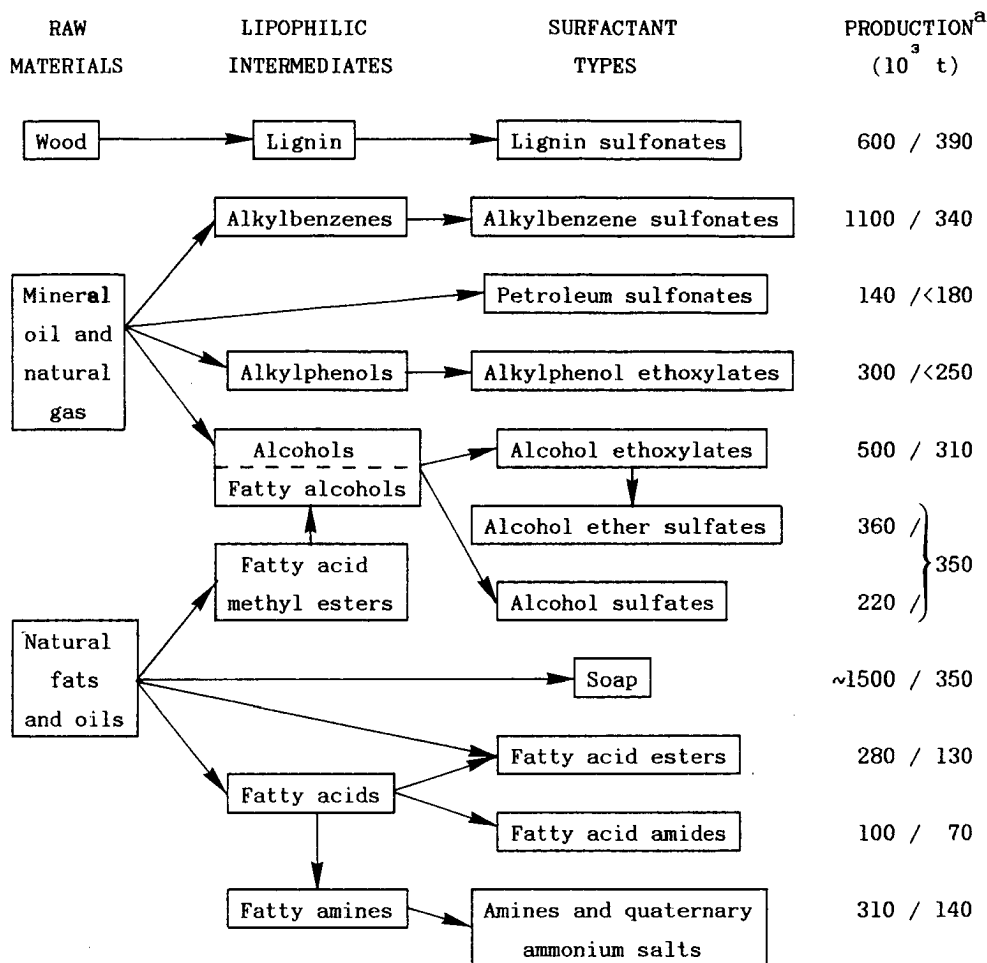 RAW LIPOPHILIC SURFACTANT PRODUCTION^a
MATERIALS INTERMEDIATES TYPES (10^3 t)
Wood Lignin Lignin sulfonates 600 / 390
Alkylbenzenes Alkylbenzene sulfonates 1100 / 340
Mineral Petroleum sulfonates 140 /<180
oil and
natural Alkylphenols Alkylphenol ethoxylates 300 /<250
gas
Alcohols Alcohol ethoxylates 500 / 310
Fatty alcohols
Alcohol ether sulfates 360 /
Fatty acid 350
methyl esters Alcohol sulfates 220 /
Natural
fats Soap ~1500 / 350
and oils
Fatty acid esters 280 / 130
Fatty acids
Fatty acid amides 100 / 70
Fatty amines Amines and quaternary 310 / 140
ammonium salts